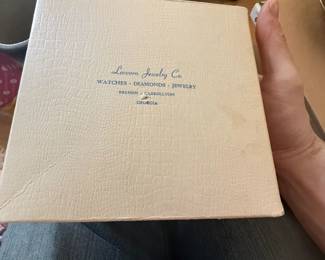 Jewelry Co.
WATCHES - DIAMONDS - JEWELRY
BREMEN - CARROLLTON
GEORGIA